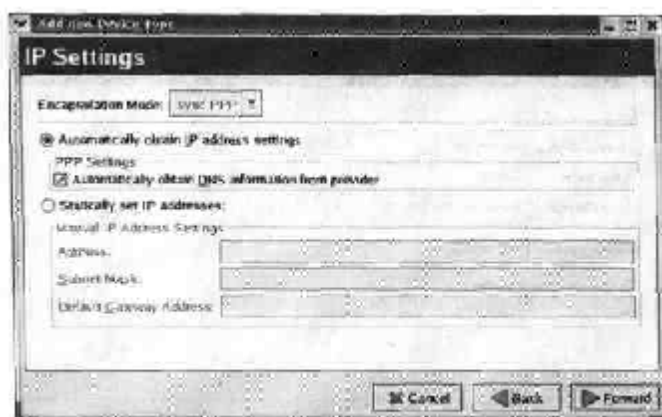 Add new Device Type
IP Settings
Encapsulation Mode: sync PPP
Automatically obtain IP address settings
PPP Settings
Automatically obtain DNS information from provider
Statically set IP addresses:
Manual IP Address Settings
Address:
Subnet Mask:
Default Gateway Address:
Cancel Back Forward